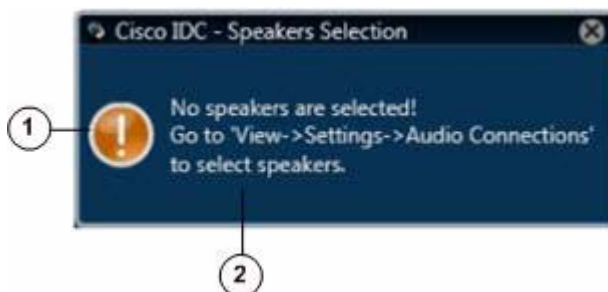 Cisco IDC - Speakers Selection
1
No speakers are selected!
Go to 'View->Settings->Audio Connections'
to select speakers.
2